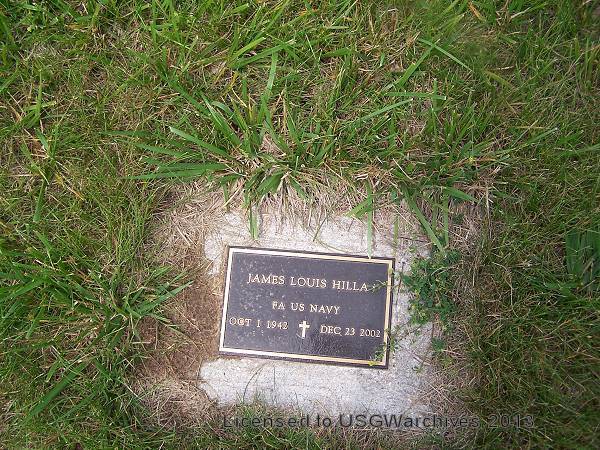 JAMES LOUIS HILLA
FA US NAVY
OCT 1 1942 DEC 23 2002
Licensed to USGWarchives 2013